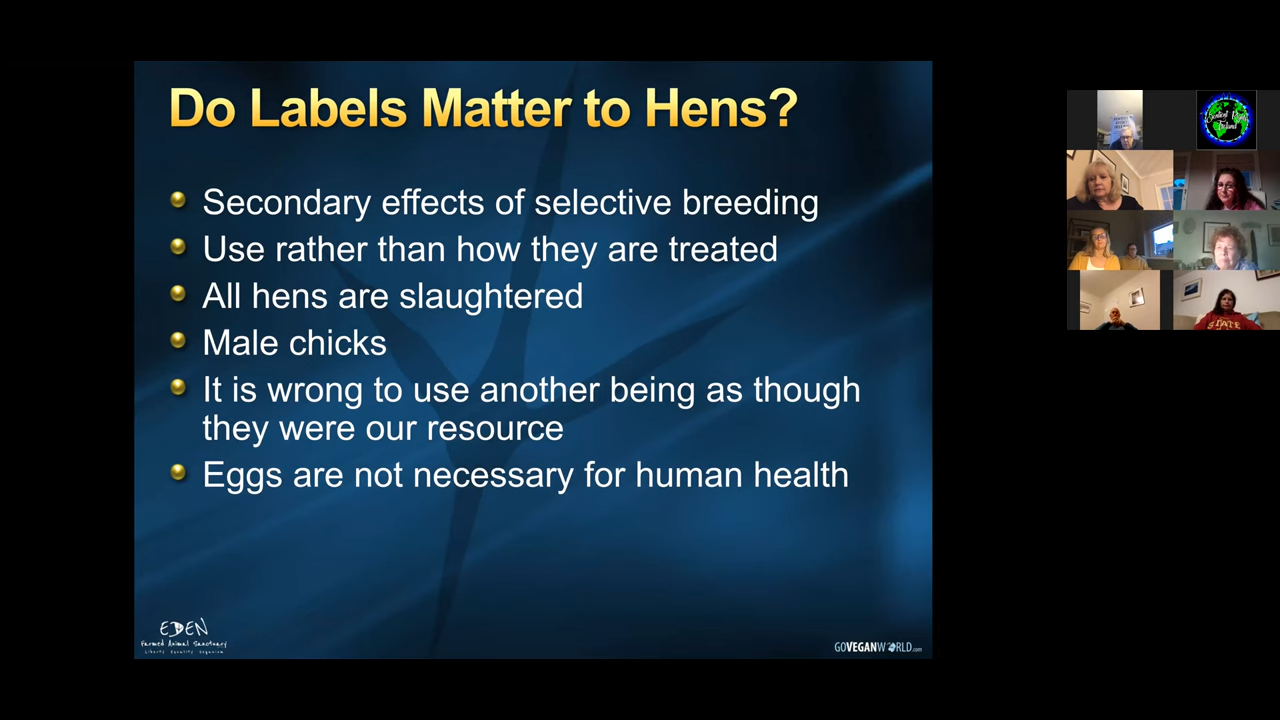 Do Labels Matter to Hens?
Secondary effects of selective breeding
Use rather than how they are treated
All hens are slaughtered
Male chicks
It is wrong to use another being as though
they were our resource
Eggs are not necessary for human health
EDEN
Farmed Animal Sanctuary
GOVEGANWORLD.com
Ireland
STATE